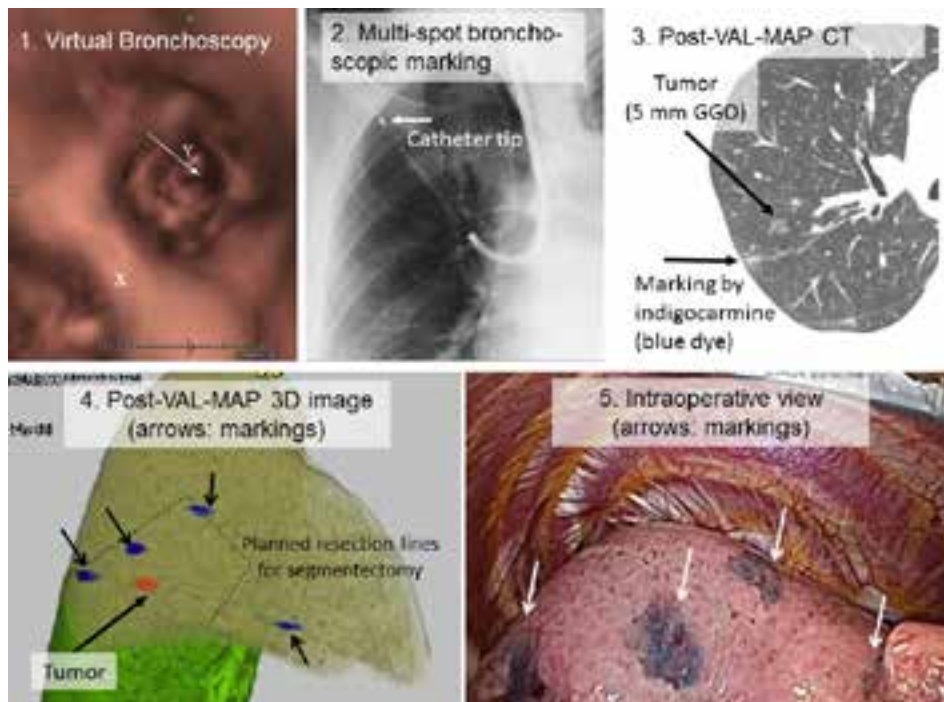 1. Virtual Bronchoscopy
Y
X
2. Multi-spot broncho-
scopic marking
Catheter tip
3. Post-VAL-MAP CT
Tumor
(5 mm GGO)
Marking by
indigocarmine
(blue dye)
4. Post-VAL-MAP 3D image
(arrows: markings)
Planned resection lines
for segmentectomy
Tumor
5. Intraoperative view
(arrows: markings)